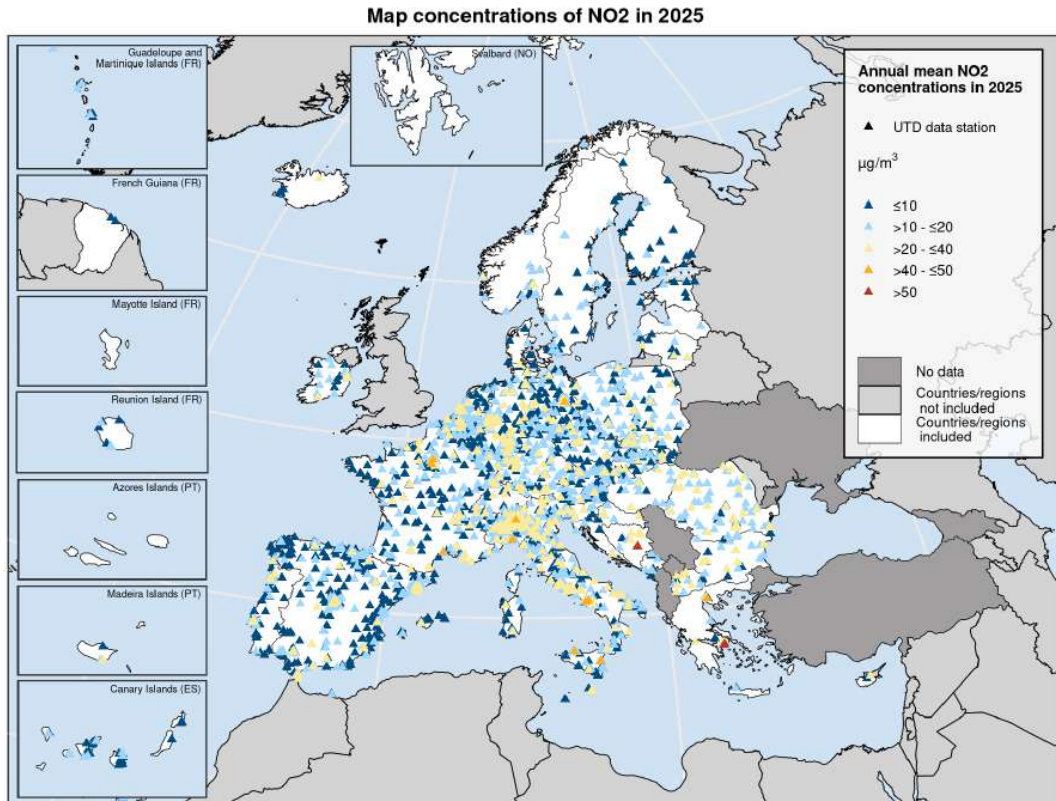 Map concentrations of NO2 in 2025
Guadeloupe and
Martinique Islands (FR)
Svalbard (NO)
French Guiana (FR)
Mayotte Island (FR)
Reunion Island (FR)
Azores Islands (PT)
Madeira Islands (PT)
Canary Islands (ES)
Annual mean NO2
concentrations in 2025
UTD data station
µg/m³
≤10
>10 - ≤20
>20 - ≤40
>40 - ≤50
>50
No data
Countries/regions
not included
Countries/regions
included